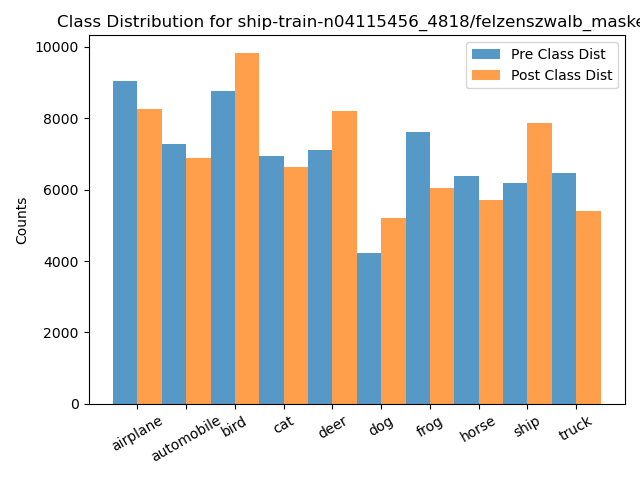 Class Distribution for ship-train-n04115456_4818/felzenszwalb_maske
Pre Class Dist
Post Class Dist
Counts
10000
8000
6000
4000
2000
0
airplane
automobile
bird
cat
deer
dog
frog
horse
ship
truck